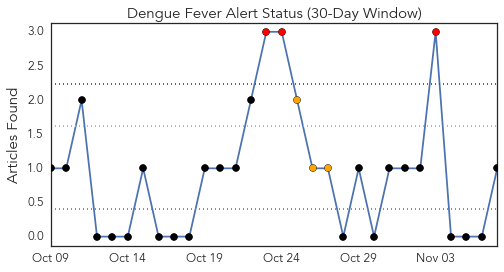 Dengue Fever Alert Status (30-Day Window)
Articles Found
3.0
2.5
2.0
1.5
1.0
0.5
0.0
Oct 09 Oct 14 Oct 19 Oct 24 Oct 29 Nov 03